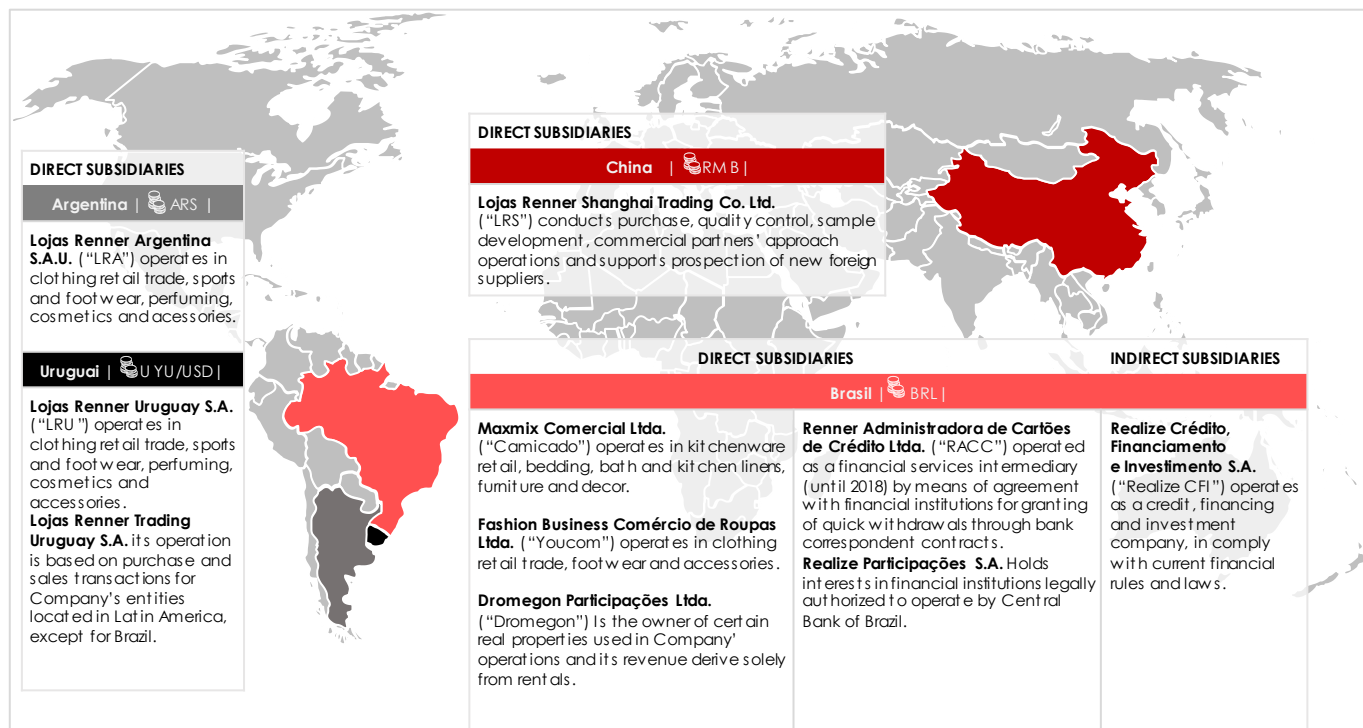 DIRECT SUBSIDIARIES
Argentina | ARS |
Lojas Renner Argentina
S.A.U. (“LRA”) operates in
clothing retail trade, sports
and footwear, perfuming,
cosmetics and acessories.
Uruguai | UYU/USD |
Lojas Renner Uruguay S.A.
(“LRU”) operates in
clothing retail trade, sports
and footwear, perfuming,
cosmetics and
accessories.
Lojas Renner Trading
Uruguay S.A. its operation
is based on purchase and
sales transactions for
Company’s entities
located in Latin America,
except for Brazil.
DIRECT SUBSIDIARIES
China | RMB |
Lojas Renner Shanghai Trading Co. Ltd.
(“LRS”) conducts purchase, quality control, sample
development, commercial partners’ approach
operations and supports prospection of new foreign
suppliers.
DIRECT SUBSIDIARIES
INDIRECT SUBSIDIARIES
Brasil | BRL |
Maxmix Comercial Ltda.
(“Camicado”) operates in kitchenware
retail, bedding, bath and kitchen linens,
furniture and decor.
Fashion Business Comércio de Roupas
Ltda. (“Youcom”) operates in clothing
retail trade, footwear and accessories.
Dromegon Participações Ltda.
(“Dromegon”) Is the owner of certain
real properties used in Company’
operations and its revenue derive solely
from rentals.
Renner Administradora de Cartões
de Crédito Ltda. (“RACC”) operated
as a financial services intermediary
(until 2018) by means of agreement
with financial institutions for granting
of quick withdrawals through bank
correspondent contracts.
Realize Participações S.A. Holds
interests in financial institutions legally
authorized to operate by Central
Bank of Brazil.
Realize Crédito,
Financiamento
e Investimento S.A.
(“Realize CFI”) operates
as a credit, financing
and investment
company, in comply
with current financial
rules and laws.